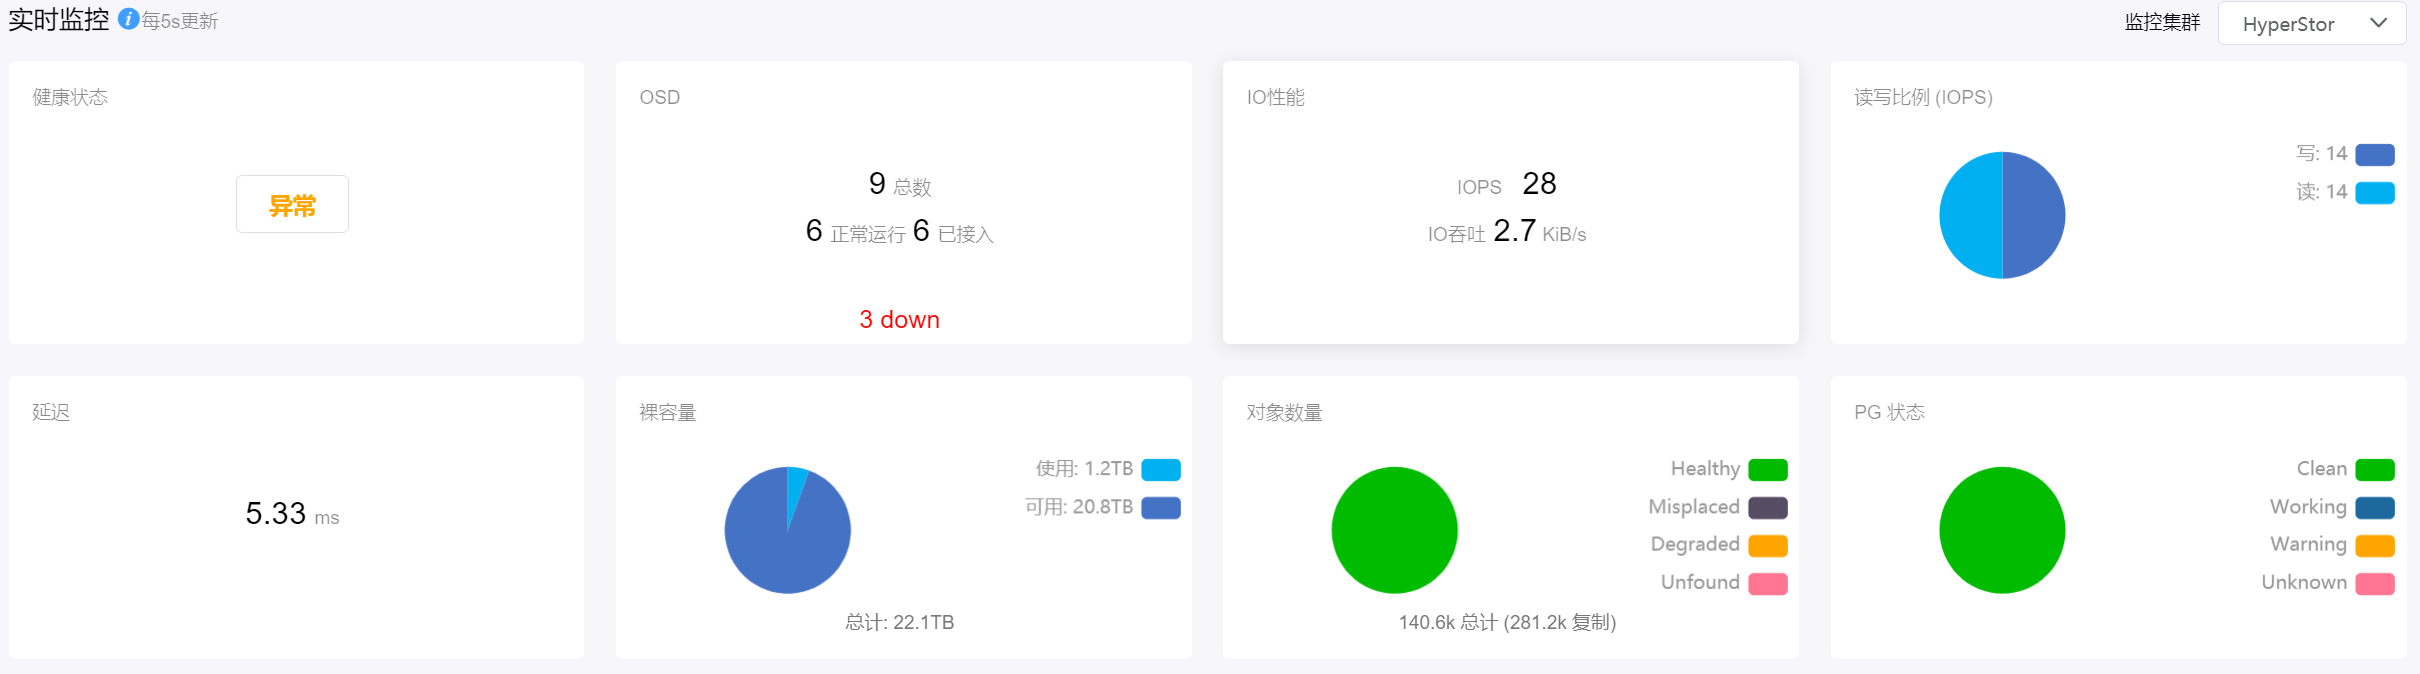 实时监控 i 每5s更新
监控集群 HyperStor
健康状态
异常
OSD
9 总数
6 正常运行 6 已接入
3 down
IO性能
IOPS 28
IO吞吐 2.7 KiB/s
读写比例 (IOPS)
写: 14
读: 14
延迟
5.33 ms
裸容量
使用: 1.2TB
可用: 20.8TB
总计: 22.1TB
对象数量
Healthy
Misplaced
Degraded
Unfound
140.6k 总计 (281.2k 复制)
PG 状态
Clean
Working
Warning
Unknown